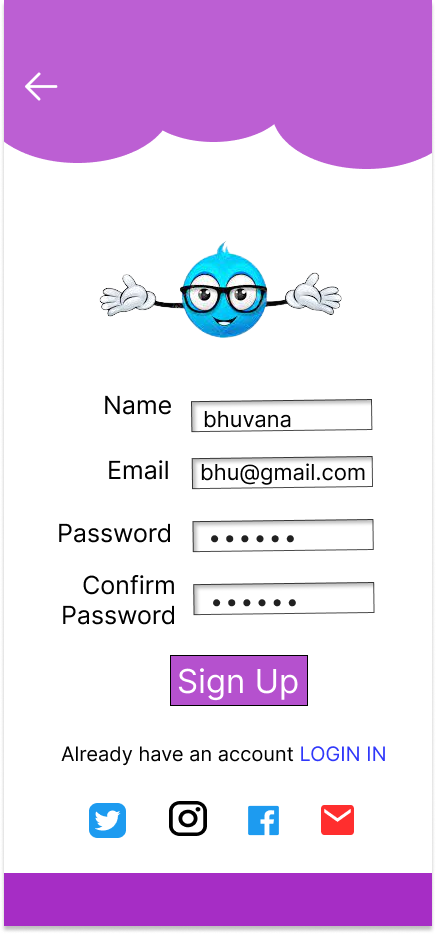 Name
bhuvana
Email
bhu@gmail.com
Password
••••••
Confirm
Password
••••••
Sign Up
Already have an account LOGIN IN